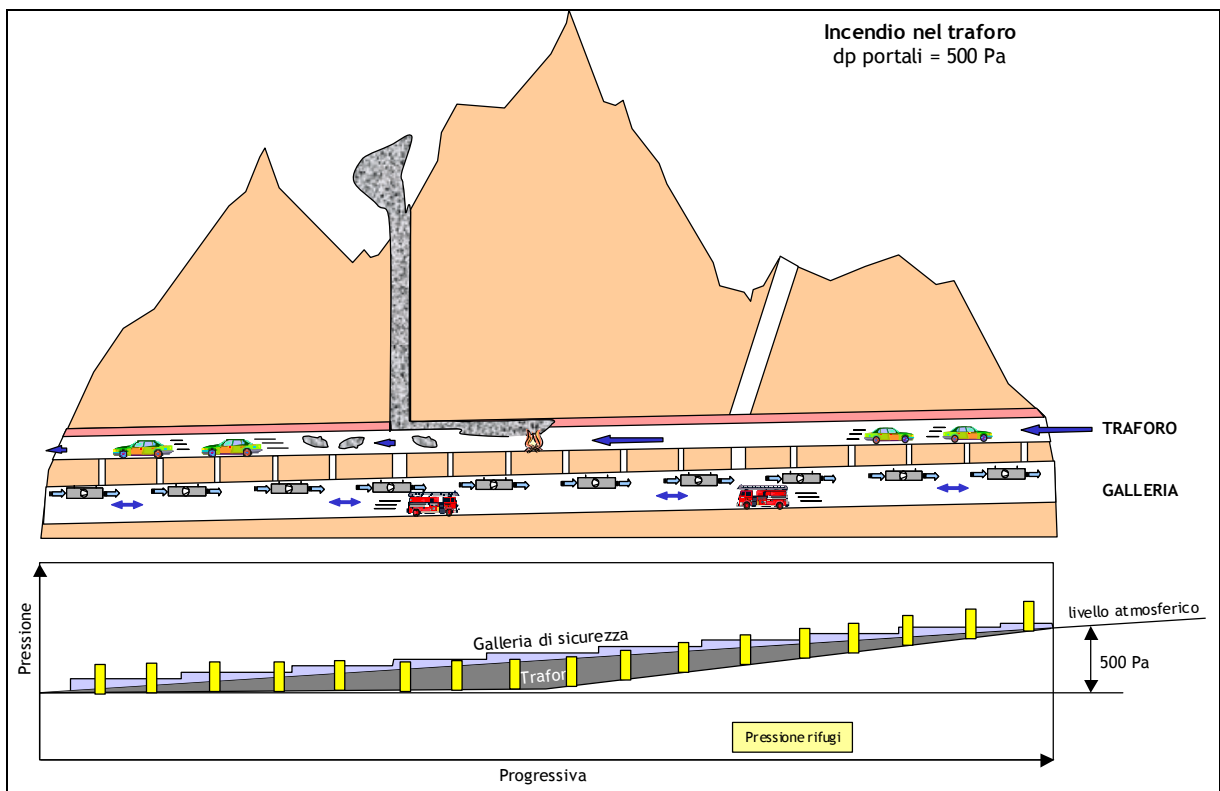 Incendio nel traforo
dp portali = 500 Pa
TRAFORO
GALLERIA
Pressione
Galleria di sicurezza
Trafor
livello atmosferico
500 Pa
Pressione rifugi
Progressiva